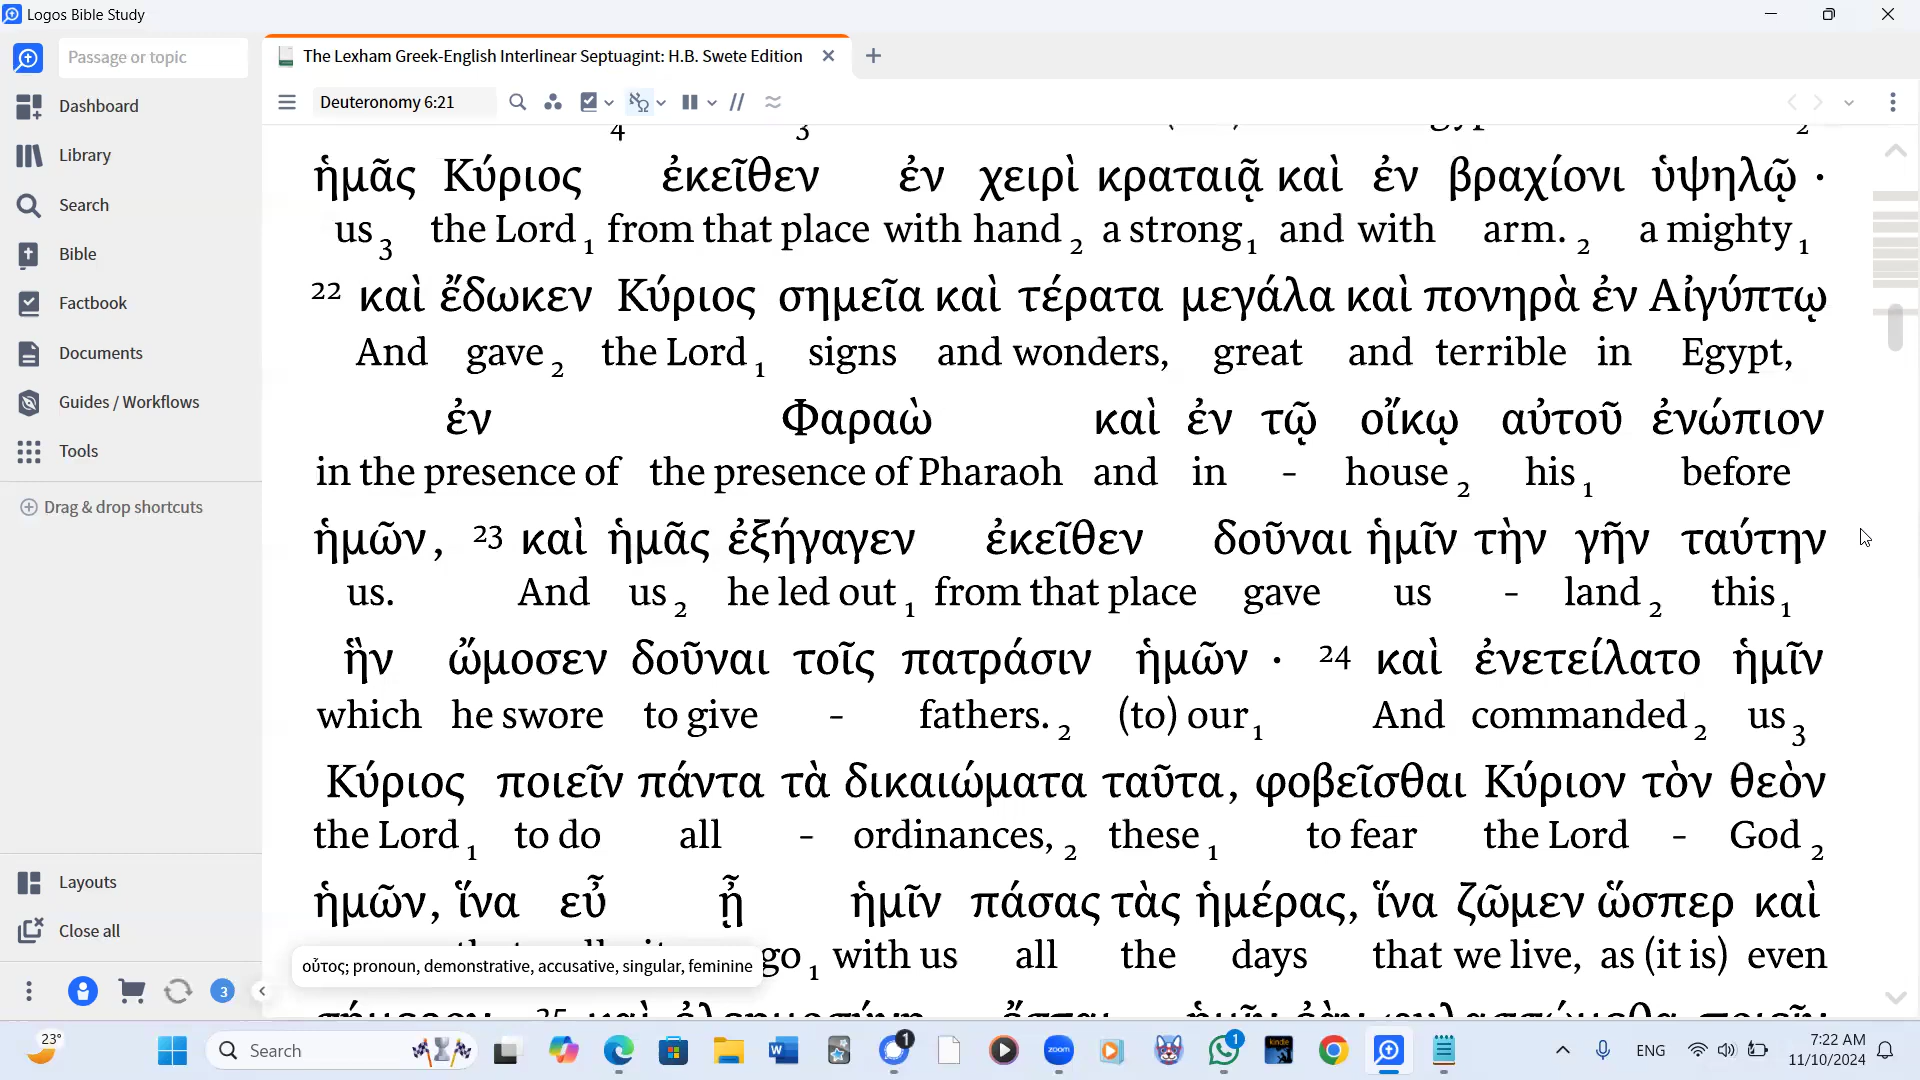 Logos Bible Study
Passage or topic
Dashboard
Library
Search
Bible
Factbook
Documents
Guides / Workflows
Tools
Drag & drop shortcuts
Layouts
Close all
3
The Lexham Greek-English Interlinear Septuagint: H.B. Swete Edition
Deuteronomy 6:21
4 3 2
ἡμᾶς Κύριος ἐκεῖθεν ἐν χειρὶ κραταιᾷ καὶ ἐν βραχίονι ὑψηλῷ ·
us 3 the Lord 1 from that place with hand 2 a strong 1 and with arm. 2 a mighty 1
22 καὶ ἔδωκεν Κύριος σημεῖα καὶ τέρατα μεγάλα καὶ πονηρὰ ἐν Αἰγύπτῳ
And gave 2 the Lord 1 signs and wonders, great and terrible in Egypt,
ἐν Φαραὼ καὶ ἐν τῷ οἴκῳ αὐτοῦ ἐνώπιον
in the presence of the presence of Pharaoh and in - house 2 his 1 before
ἡμῶν, 23 καὶ ἡμᾶς ἐξήγαγεν ἐκεῖθεν δοῦναι ἡμῖν τὴν γῆν ταύτην
us. And us 2 he led out 1 from that place gave us - land 2 this 1
ἣν ὤμοσεν δοῦναι τοῖς πατράσιν ἡμῶν · 24 καὶ ἐνετείλατο ἡμῖν
which he swore to give - fathers. 2 (to) our 1 And commanded 2 us 3
Κύριος ποιεῖν πάντα τὰ δικαιώματα ταῦτα, φοβεῖσθαι Κύριον τὸν θεὸν
the Lord 1 to do all - ordinances, 2 these 1 to fear the Lord - God 2
ἡμῶν, ἵνα εὖ ᾖ ἡμῖν πάσας τὰς ἡμέρας, ἵνα ζῶμεν ὥσπερ καὶ
go 1 with us all the days that we live, as (it is) even
οὗτος; pronoun, demonstrative, accusative, singular, feminine
23°
Search
1
zoom
1
kindle
ENG
7:22 AM
11/10/2024